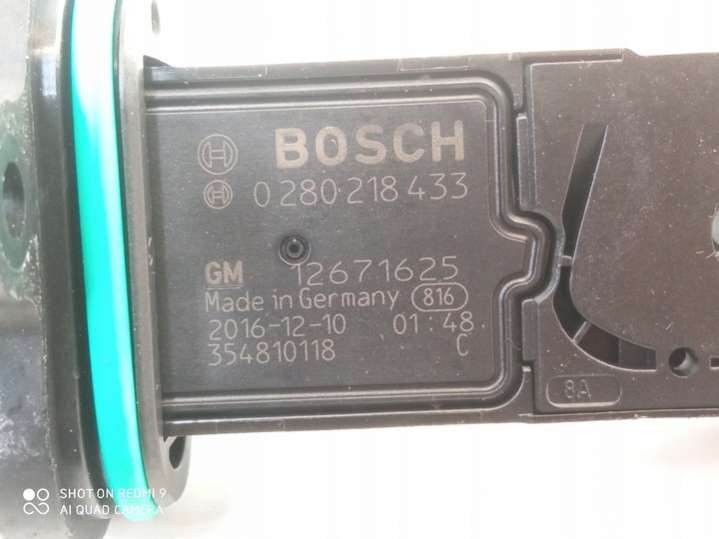 BOSCH
0 280 218 433
GM 12671625
Made in Germany 816
2016-12-10 01:48
354810118 C
8A
SHOT ON REDMI 9
AI QUAD CAMERA